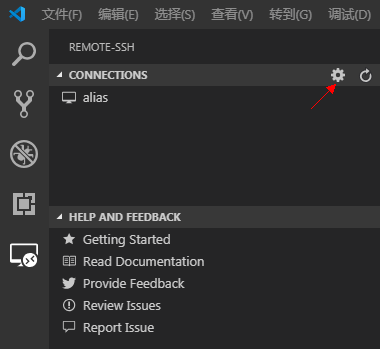 文件(F) 编辑(E) 选择(S) 查看(V) 转到(G) 调试(D)
REMOTE-SSH
CONNECTIONS
alias
HELP AND FEEDBACK
Getting Started
Read Documentation
Provide Feedback
Review Issues
Report Issue